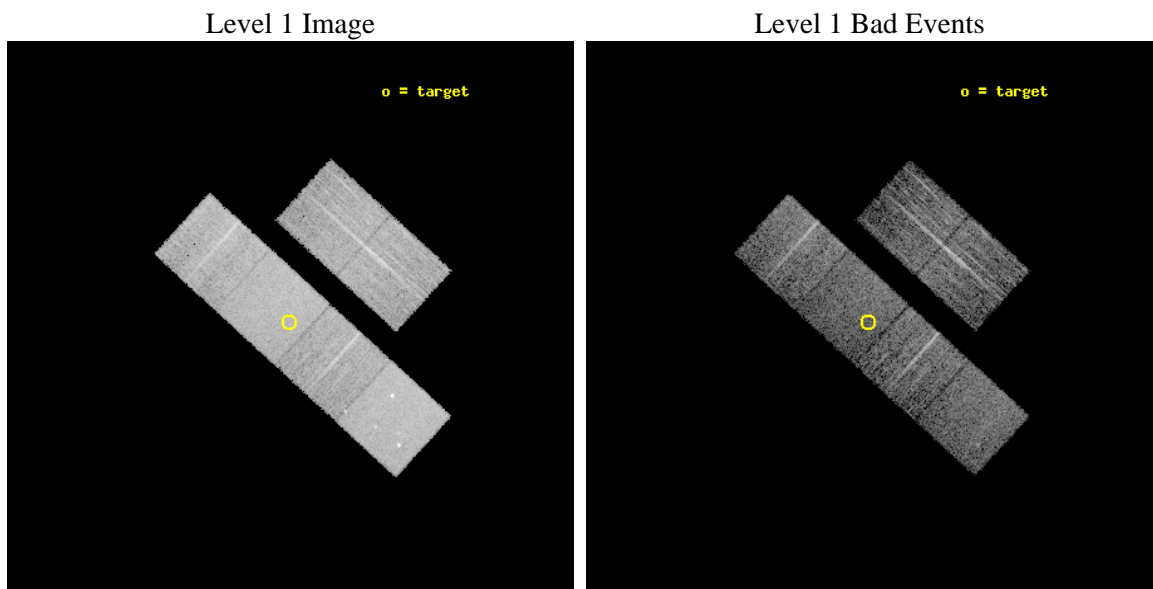 Level 1 Image
Level 1 Bad Events
o = target
o = target